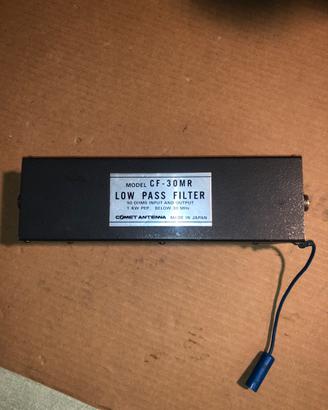 MODEL CF-30MR
LOW PASS FILTER
50 OHMS INPUT AND OUTPUT
1 KW PEP BELOW 30 MHz
COMET ANTENNA MADE IN JAPAN